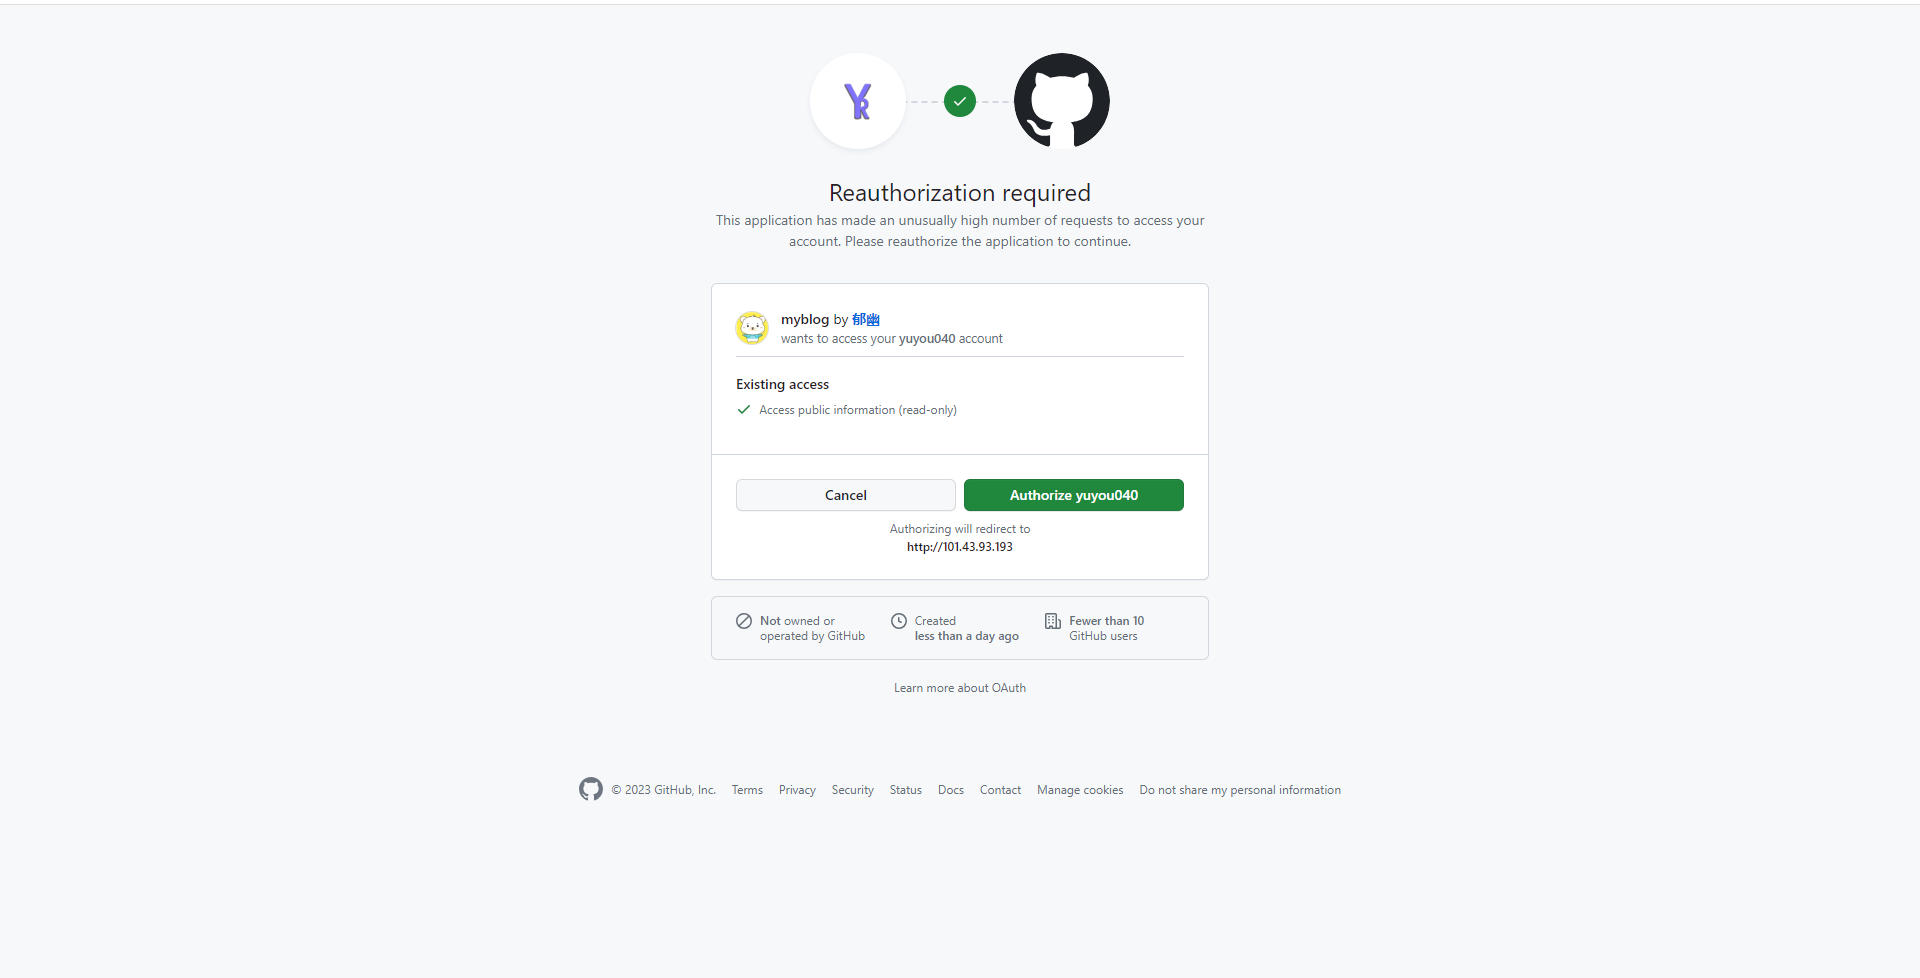 YR
Reauthorization required
This application has made an unusually high number of requests to access your
account. Please reauthorize the application to continue.
myblog by 郁幽
wants to access your yuyou040 account
Existing access
Access public information (read-only)
Cancel
Authorize yuyou040
Authorizing will redirect to
http://101.43.93.193
Not owned or
operated by GitHub
Created
less than a day ago
Fewer than 10
GitHub users
Learn more about OAuth
© 2023 GitHub, Inc. Terms Privacy Security Status Docs Contact Manage cookies Do not share my personal information